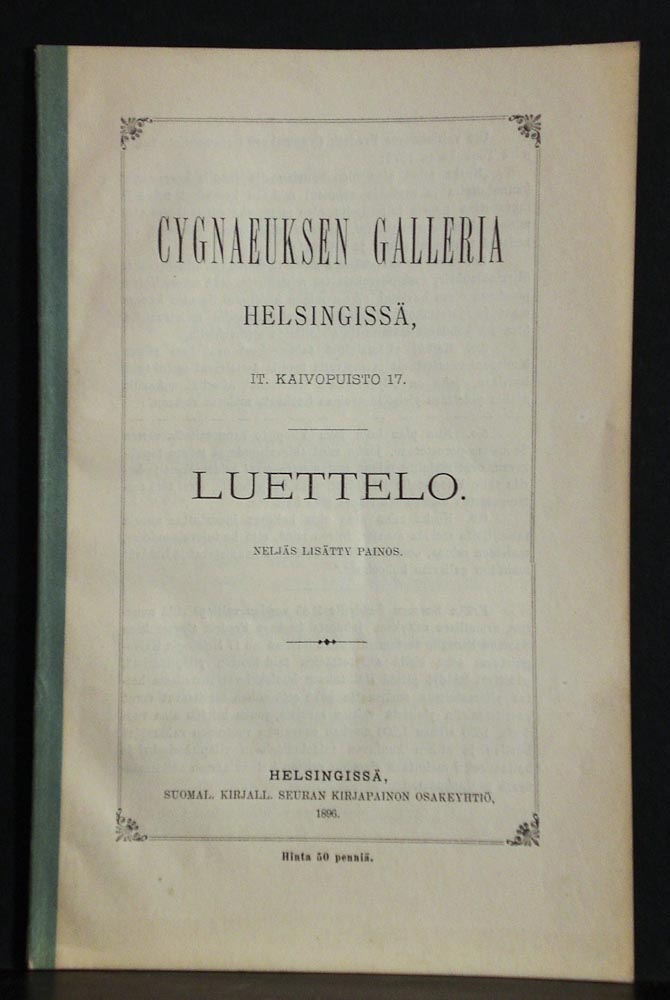 CYGNAEUKSEN GALLERIA
HELSINGISSÄ,
IT. KAIVOPUISTO 17.
LUETTELO.
NELJÄS LISÄTTY PAINOS.
HELSINGISSÄ,
SUOMAL. KIRJALL. SEURAN KIRJAPAINON OSAKEYHTIÖ,
1896.
Hinta 50 penniä.